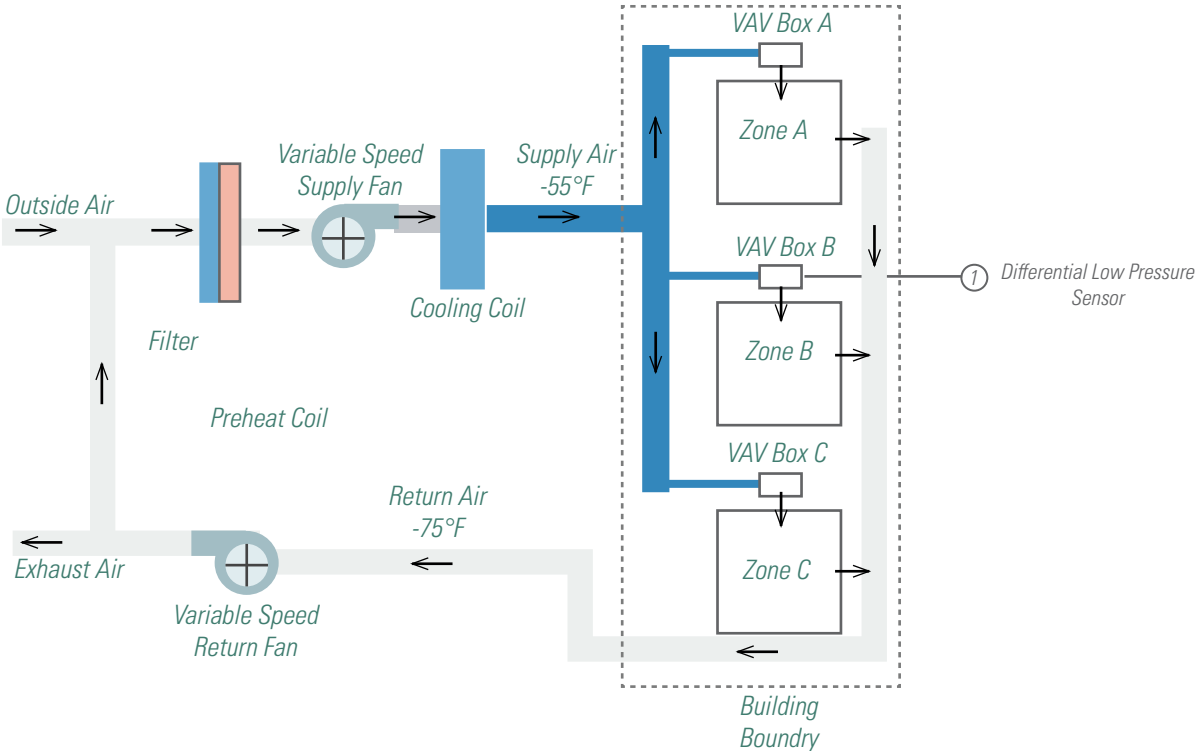 VAV Box A
Zone A
Variable Speed
Supply Fan
Supply Air
-55°F
Outside Air
VAV Box B
1
Differential Low Pressure
Sensor
Cooling Coil
Filter
Zone B
Preheat Coil
VAV Box C
Return Air
-75°F
Exhaust Air
Zone C
Variable Speed
Return Fan
Building
Boundry